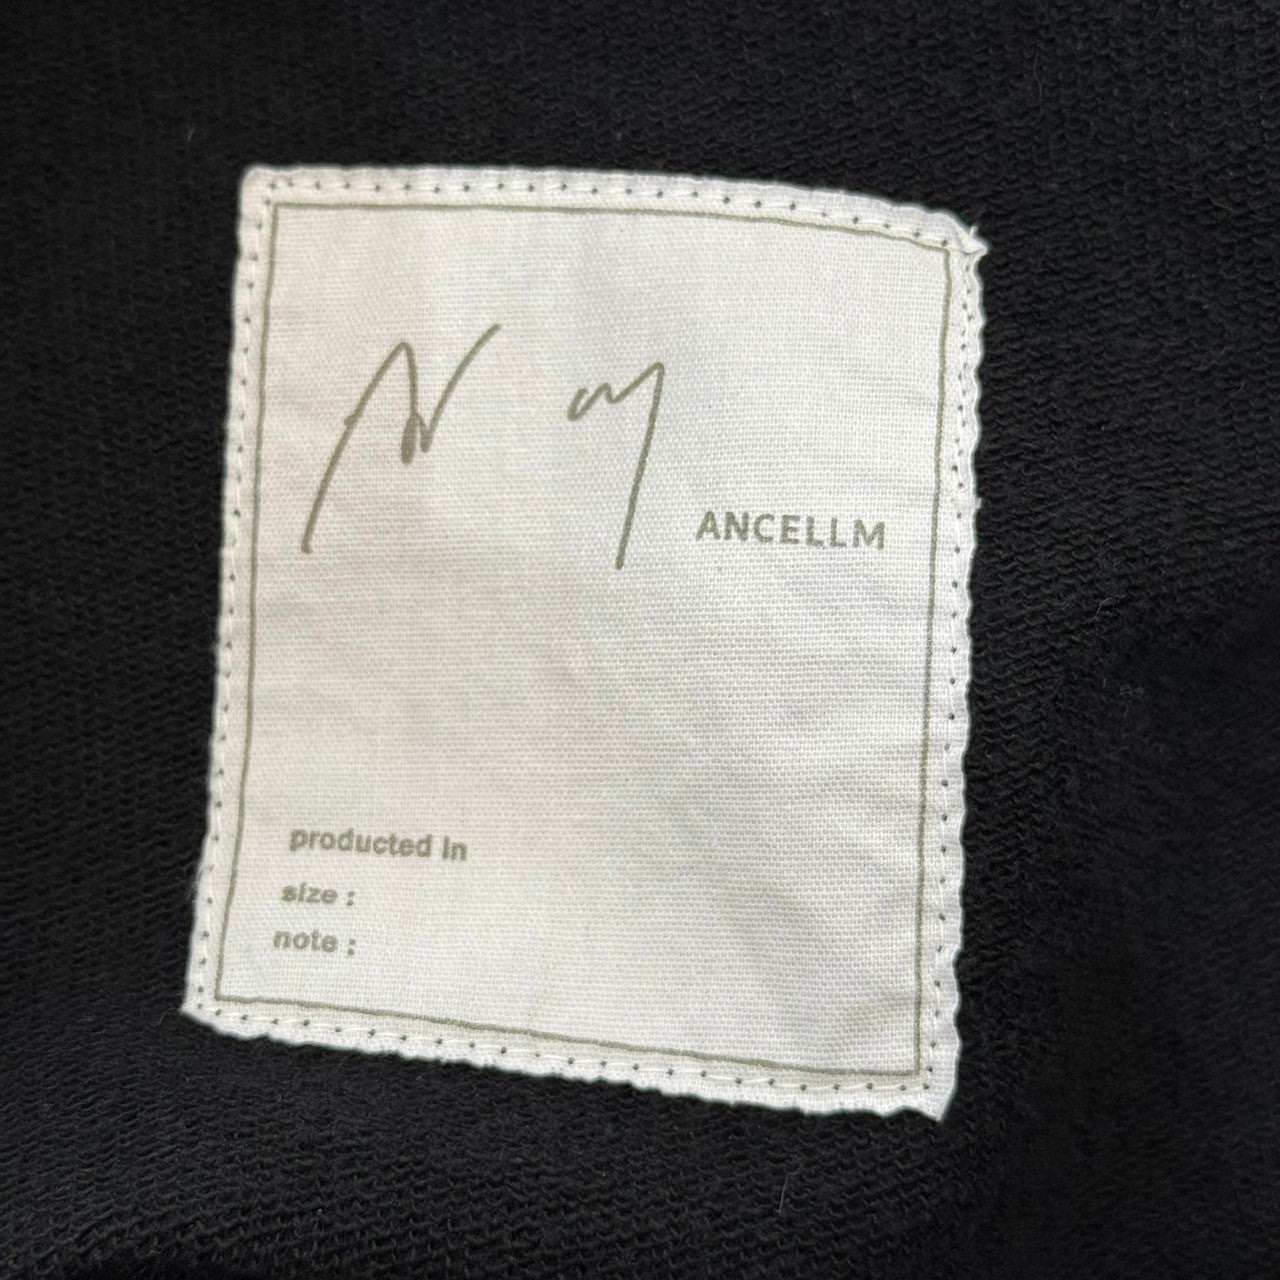 ANCELLM
producted in
size :
note :